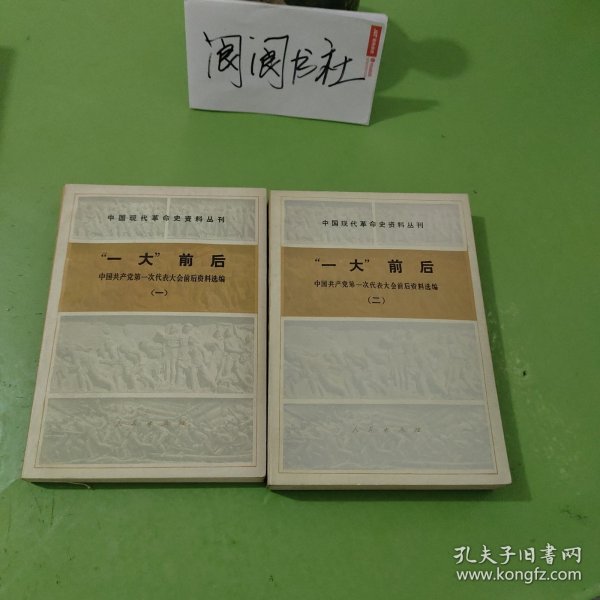 阅阅书社
中国现代革命史资料丛刊
“一大”前后
中国共产党第一次代表大会前后资料选编
（一）
人民出版社
中国现代革命史资料丛刊
“一大”前后
中国共产党第一次代表大会前后资料选编
（二）
人民出版社
孔夫子旧书网
www.kongfz.com